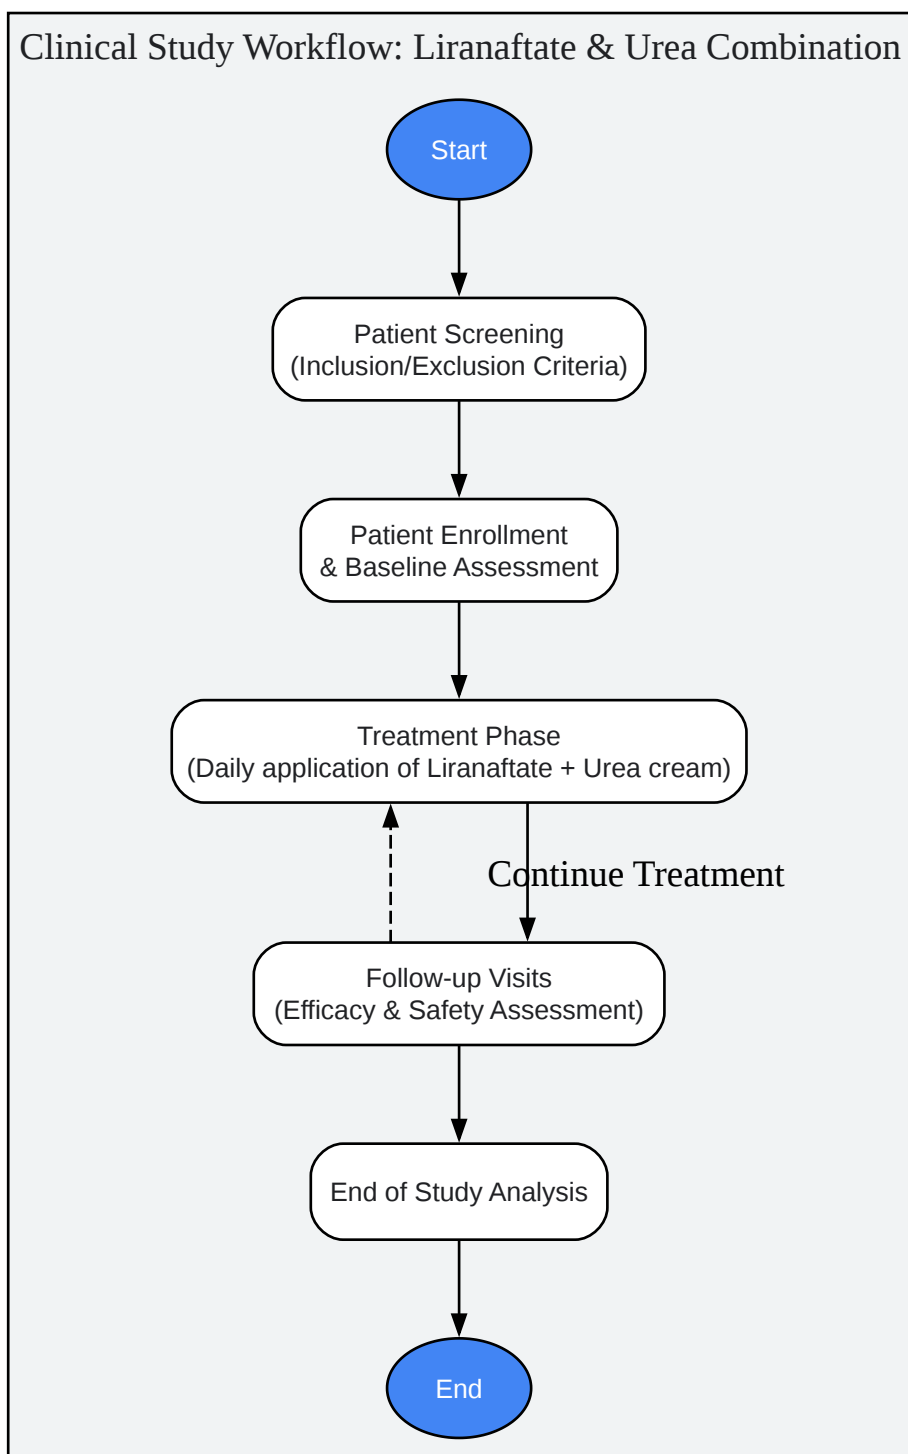 Clinical Study Workflow: Liranaftate & Urea Combination
Start
Patient Screening
(Inclusion/Exclusion Criteria)
Patient Enrollment
& Baseline Assessment
Treatment Phase
(Daily application of Liranaftate + Urea cream)
Continue Treatment
Follow-up Visits
(Efficacy & Safety Assessment)
End of Study Analysis
End